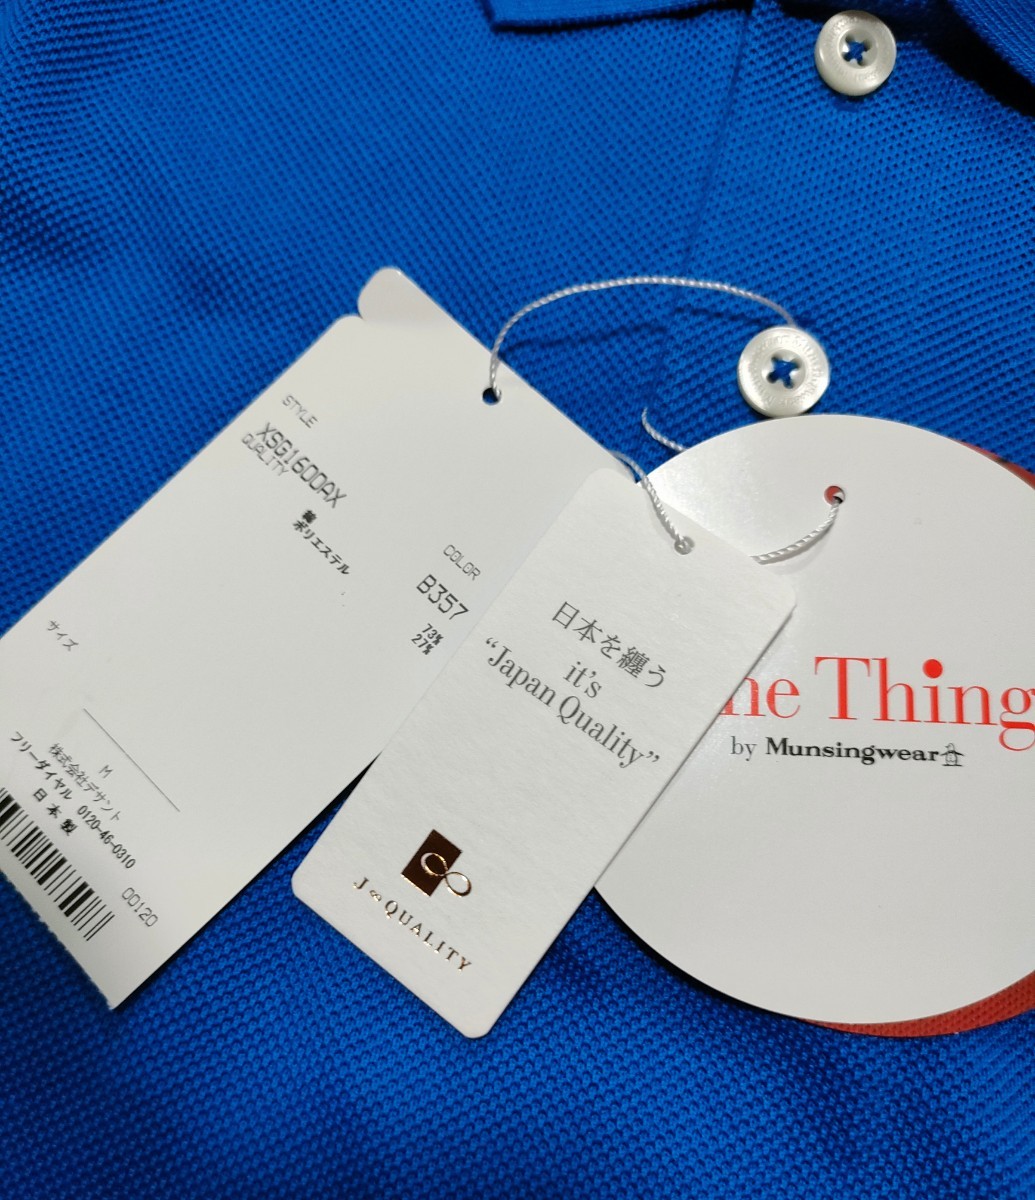 STYLE
XSG1600AX
QUALITY
綿
ポリエステル
COLOR
B357
73%
27%
サイズ
M
株式会社デサント
フリーダイヤル 0120-46-0310
日本製
00120
日本を纏う
it's
“Japan Quality”
J∞QUALITY
ne Thing
by Munsingwear